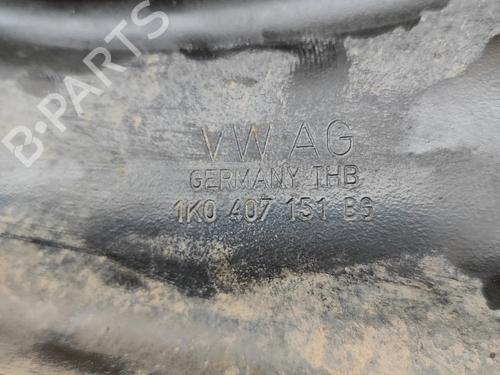 B-PARTS
VW AG
GERMANY THB
1K0 407 151 BG